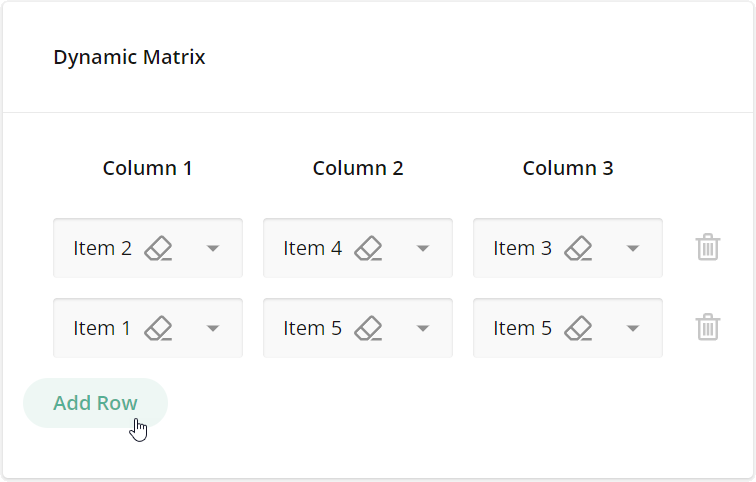 Dynamic Matrix
Column 1 Column 2 Column 3
Item 2 Item 4 Item 3
Item 1 Item 5 Item 5
Add Row